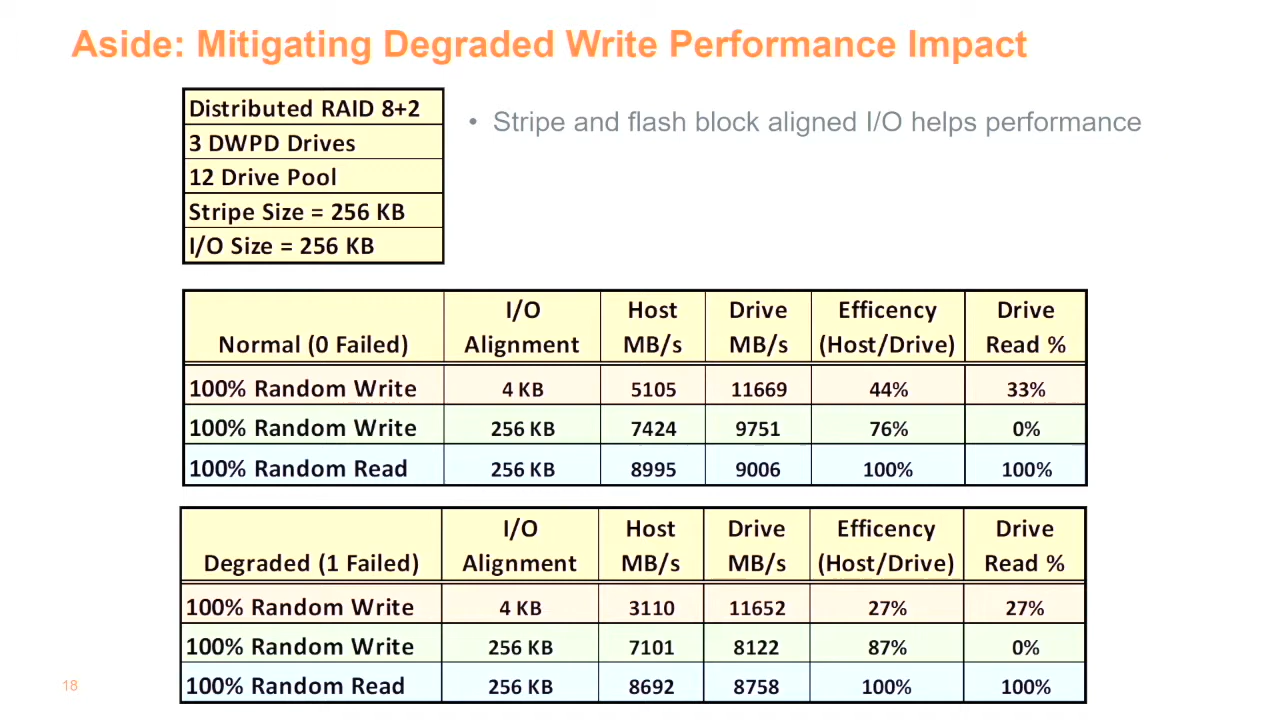 Aside: Mitigating Degraded Write Performance Impact
Distributed RAID 8+2
3 DWPD Drives
12 Drive Pool
Stripe Size = 256 KB
I/O Size = 256 KB
• Stripe and flash block aligned I/O helps performance
Normal (0 Failed) I/O Alignment Host MB/s Drive MB/s Efficency (Host/Drive) Drive Read %
100% Random Write 4 KB 5105 11669 44% 33%
100% Random Write 256 KB 7424 9751 76% 0%
100% Random Read 256 KB 8995 9006 100% 100%
Degraded (1 Failed) I/O Alignment Host MB/s Drive MB/s Efficency (Host/Drive) Drive Read %
100% Random Write 4 KB 3110 11652 27% 27%
100% Random Write 256 KB 7101 8122 87% 0%
100% Random Read 256 KB 8692 8758 100% 100%
18